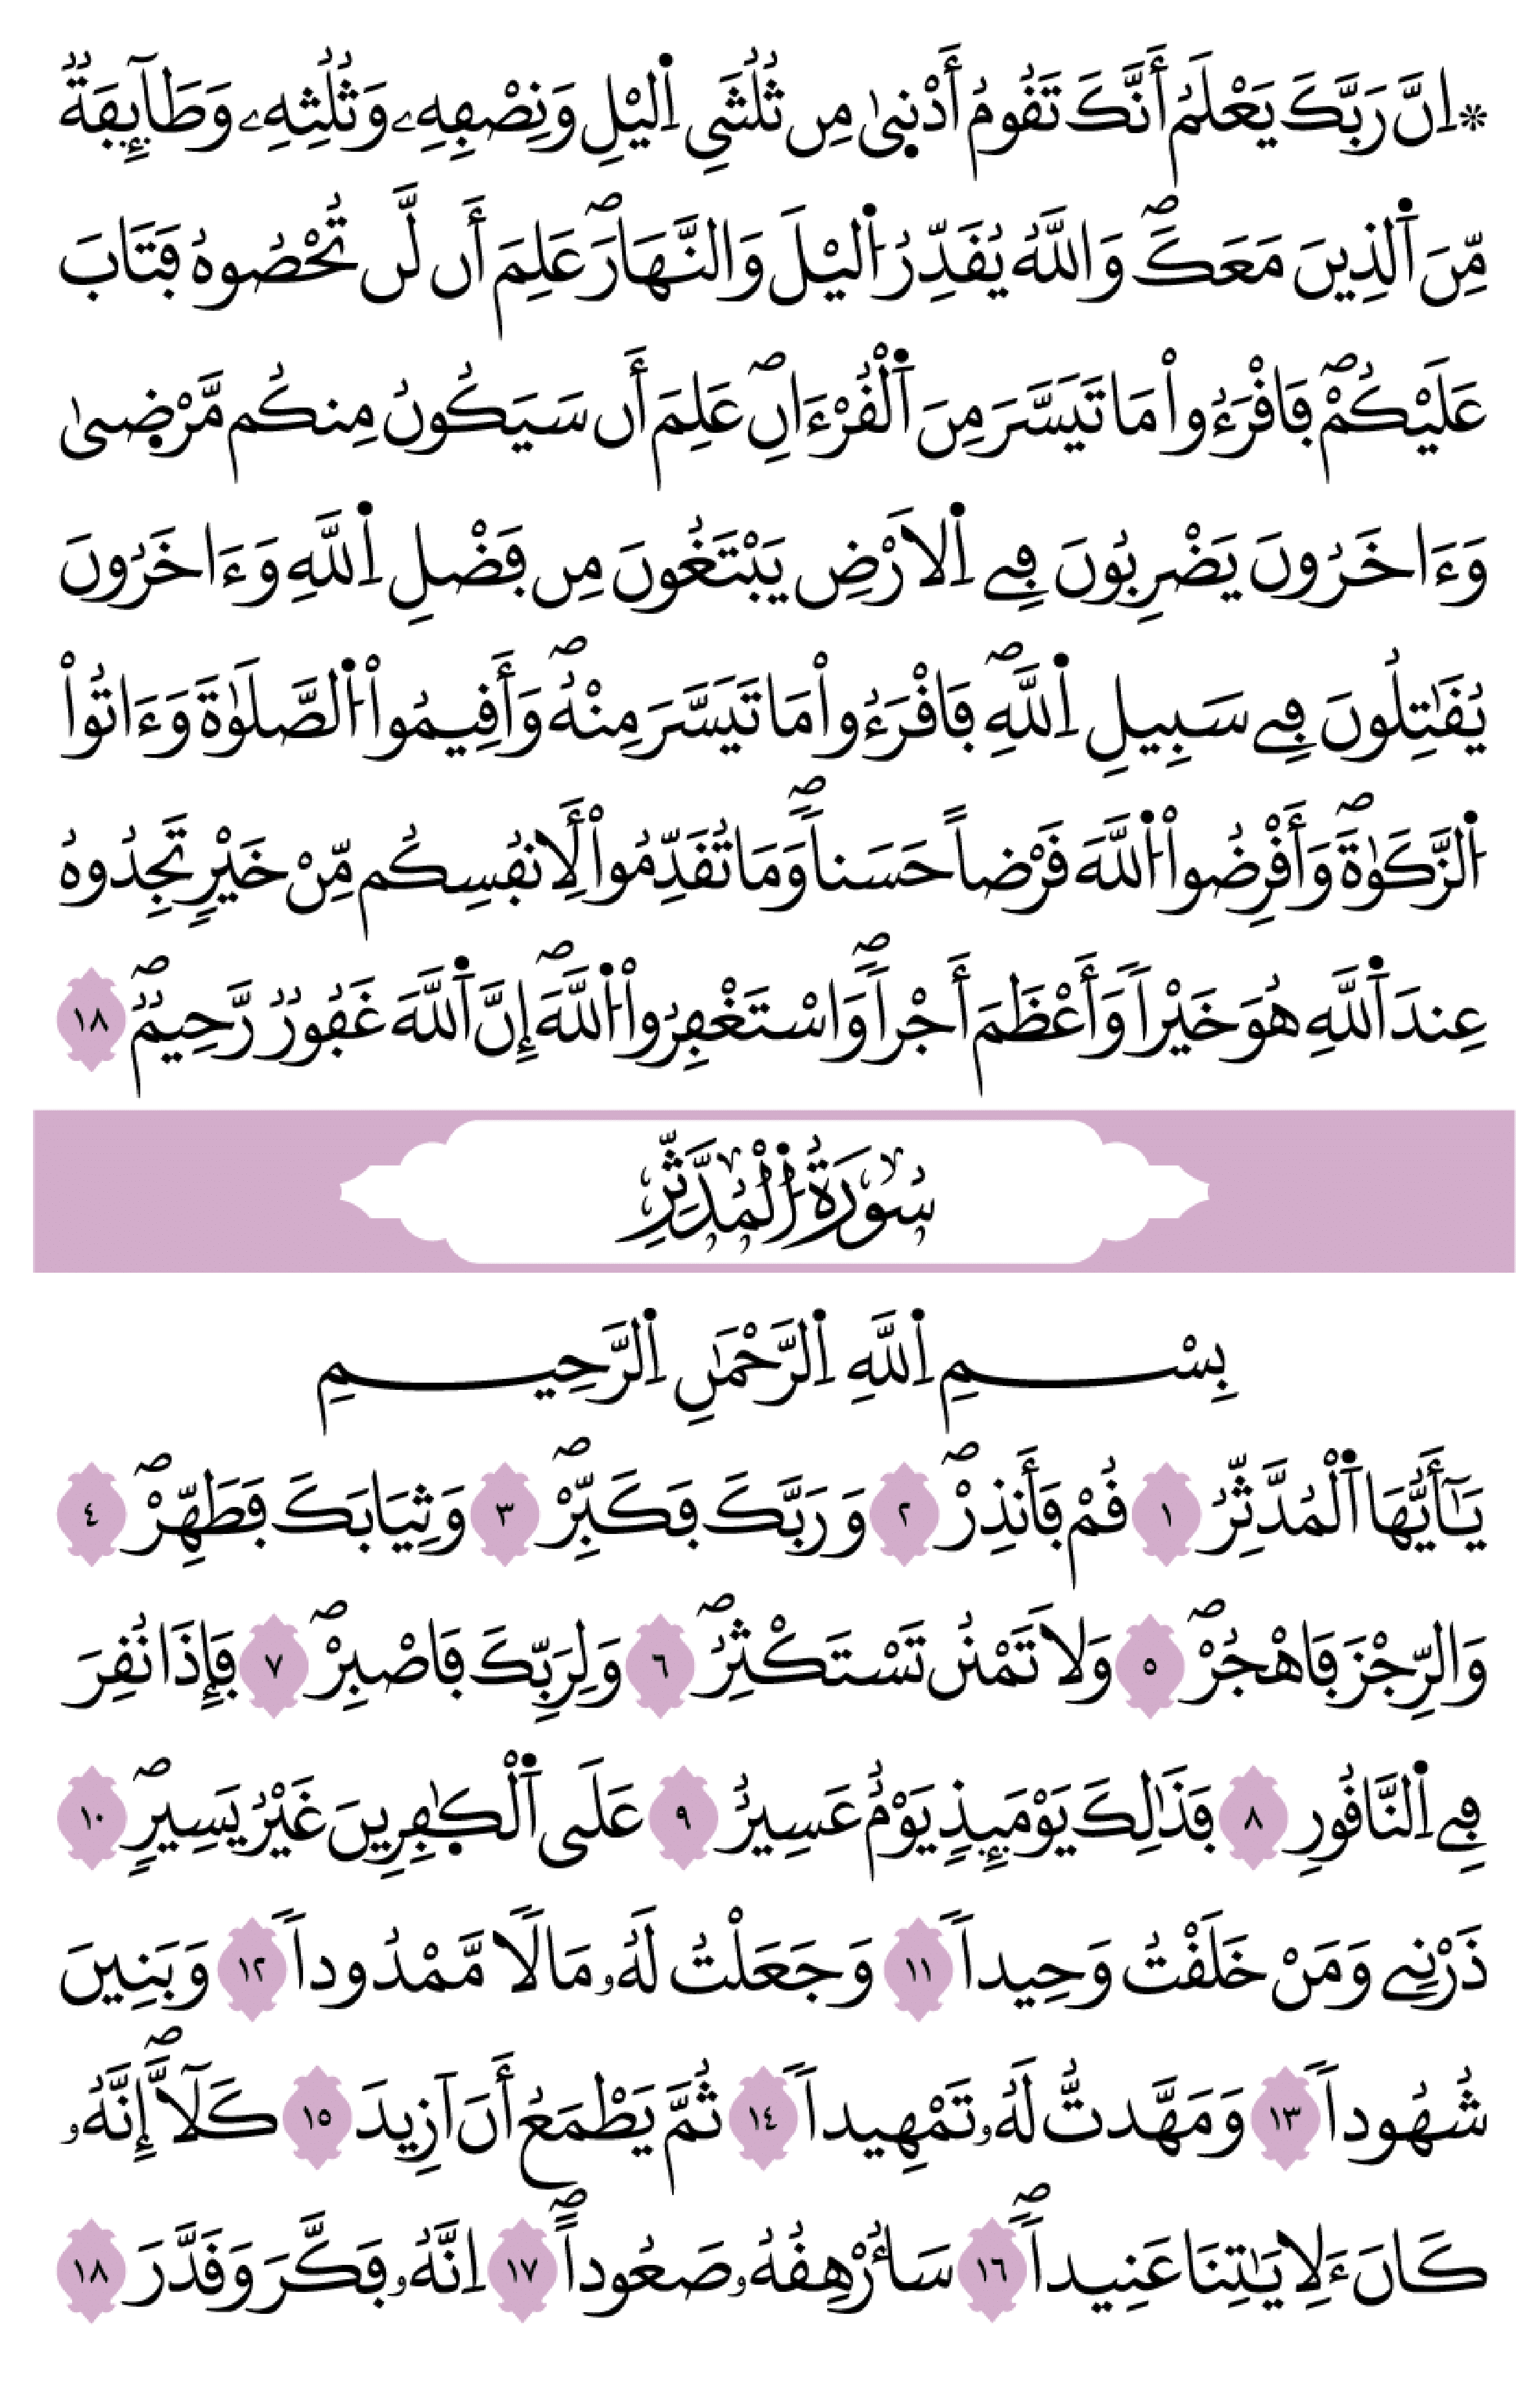 ۞اِنَّ رَبَّكَ يَعْلَمُ أَنَّكَ تَقُومُ أَدْنۭيٰ مِن ثُلُثَيِ اِ۬ليْلِ وَنِصْفِهِۦ وَثُلُثِهِۦ وَطَآئِفَةٞ
مِّنَ اَ۬لذِينَ مَعَكَۖ وَاللَّهُ يُقَدِّرُ اُ۬ليْلَ وَالنَّهَارَۖ عَلِمَ أَن لَّن تُحْصُوهُ فَتَابَ
عَلَيْكُمْۖ فَاقْرَءُواْ مَا تَيَسَّرَ مِنَ اَ۬لْقُرْءَانِۖ عَلِمَ أَن سَيَكُونُ مِنكُم مَّرْضۭيٰ
وَءَاخَرُونَ يَضْرِبُونَ فِے اِ۬لَارْضِ يَبْتَغُونَ مِن فَضْلِ اِ۬للَّهِ وَءَاخَرُونَ
يُقَٰتِلُونَ فِے سَبِيلِ اِ۬للَّهِۖ فَاقْرَءُواْ مَا تَيَسَّرَ مِنْهُۖ وَأَقِيمُواْ اُ۬لصَّلَوٰةَ وَءَاتُواْ
اُ۬لزَّكَوٰةَۖ وَأَقْرِضُواْ اُ۬للَّهَ قَرْضاً حَسَناٗۖ وَمَا تُقَدِّمُواْ لِأَنفُسِكُم مِّنْ خَيْرٖ تَجِدُوهُ
عِندَ اَ۬للَّهِ هُوَ خَيْراٗ وَأَعْظَمَ أَجْراٗۖ وَاسْتَغْفِرُواْ اُ۬للَّهَۖ إِنَّ اَ۬للَّهَ غَفُورٞ رَّحِيمٞۖ ١٨
سُورَةُ اُ۬لْمُدَّثِّرِ
بِسْمِ اِ۬للَّهِ اِ۬لرَّحْمَٰنِ اِ۬لرَّحِيمِ
يَٰٓأَيُّهَا اَ۬لْمُدَّثِّرُ ١ قُمْ فَأَنذِرْۖ ٢ وَرَبَّكَ فَكَبِّرْۖ ٣ وَثِيَابَكَ فَطَهِّرْۖ ٤
وَالرِّجْزَ فَاهْجُرْۖ ٥ وَلَا تَمْنُن تَسْتَكْثِرُۖ ٦ وَلِرَبِّكَ فَاصْبِرْۖ ٧ فَإِذَا نُقِرَ
فِے اِ۬لنَّاقُورِ ٨ فَذَٰلِكَ يَوْمَئِذٖ يَوْمٌ عَسِيرٌ ٩ عَلَى اَ۬لْكٰ۪فِرِينَ غَيْرُ يَسِيرٖۖ ١٠
ذَرْنِے وَمَنْ خَلَقْتُ وَحِيداٗ ١١ وَجَعَلْتُ لَهُۥ مَالاٗ مَّمْدُوداٗ ١٢ وَبَنِينَ
شُهُوداٗ ١٣ وَمَهَّدتُّ لَهُۥ تَمْهِيداٗ ١٤ ثُمَّ يَطْمَعُ أَنَ اَزِيدَ ١٥ كَلَّآۖ إِنَّهُۥ
كَانَ ءَلِايَٰتِنَا عَنِيداٗۖ ١٦ سَأُرْهِقُهُۥ صَعُوداًۖ ١٧ اِنَّهُۥ فَكَّرَ وَقَدَّرَ ١٨